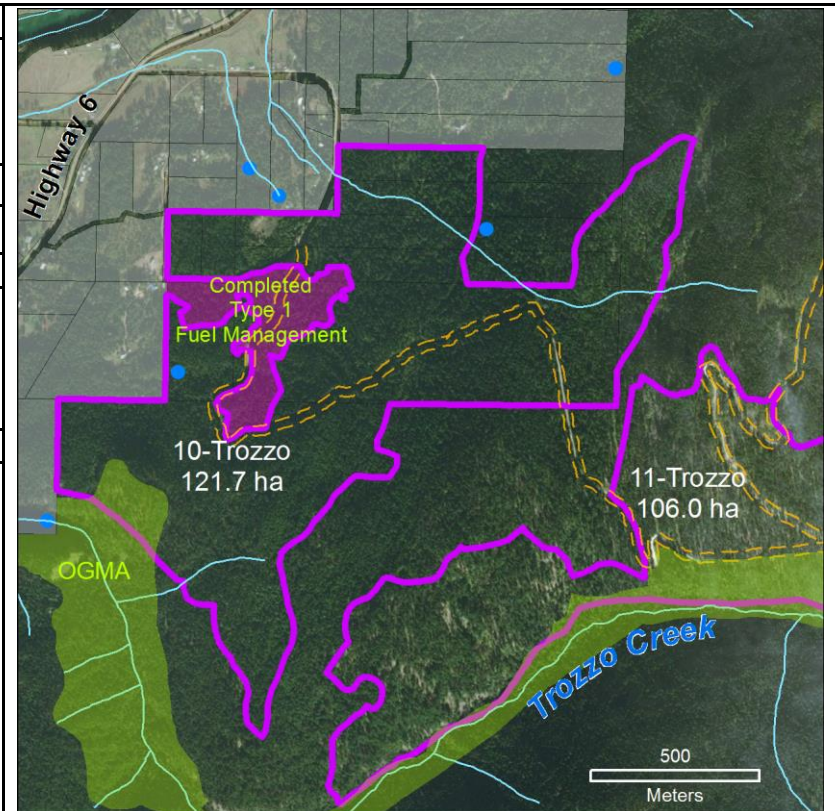 Highway 6
Completed
Type 1
Fuel Management
10-Trozzo
121.7 ha
11-Trozzo
106.0 ha
OGMA
Trozzo Creek
500
Meters